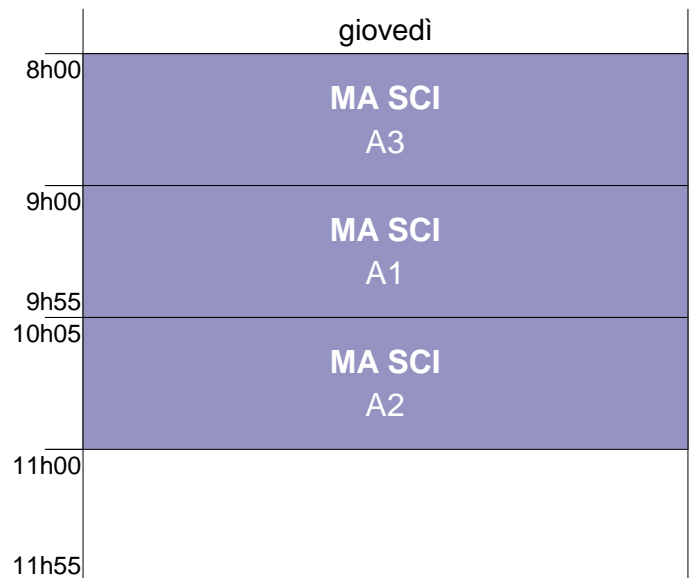 giovedì
8h00
MA SCI
A3
9h00
MA SCI
A1
9h55
10h05
MA SCI
A2
11h00
11h55